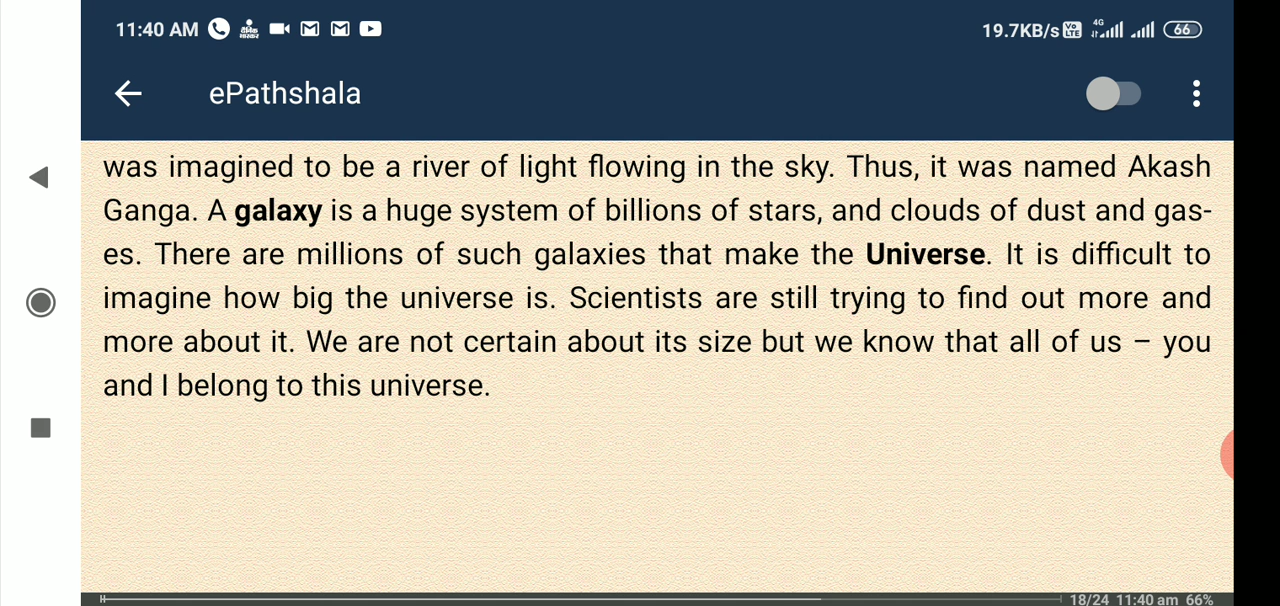 11:40 AM 19.7KB/s Vo LTE 4G 66
ePathshala
was imagined to be a river of light flowing in the sky. Thus, it was named Akash
Ganga. A galaxy is a huge system of billions of stars, and clouds of dust and gas-
es. There are millions of such galaxies that make the Universe. It is difficult to
imagine how big the universe is. Scientists are still trying to find out more and
more about it. We are not certain about its size but we know that all of us – you
and I belong to this universe.
18/24 11:40 am 66%